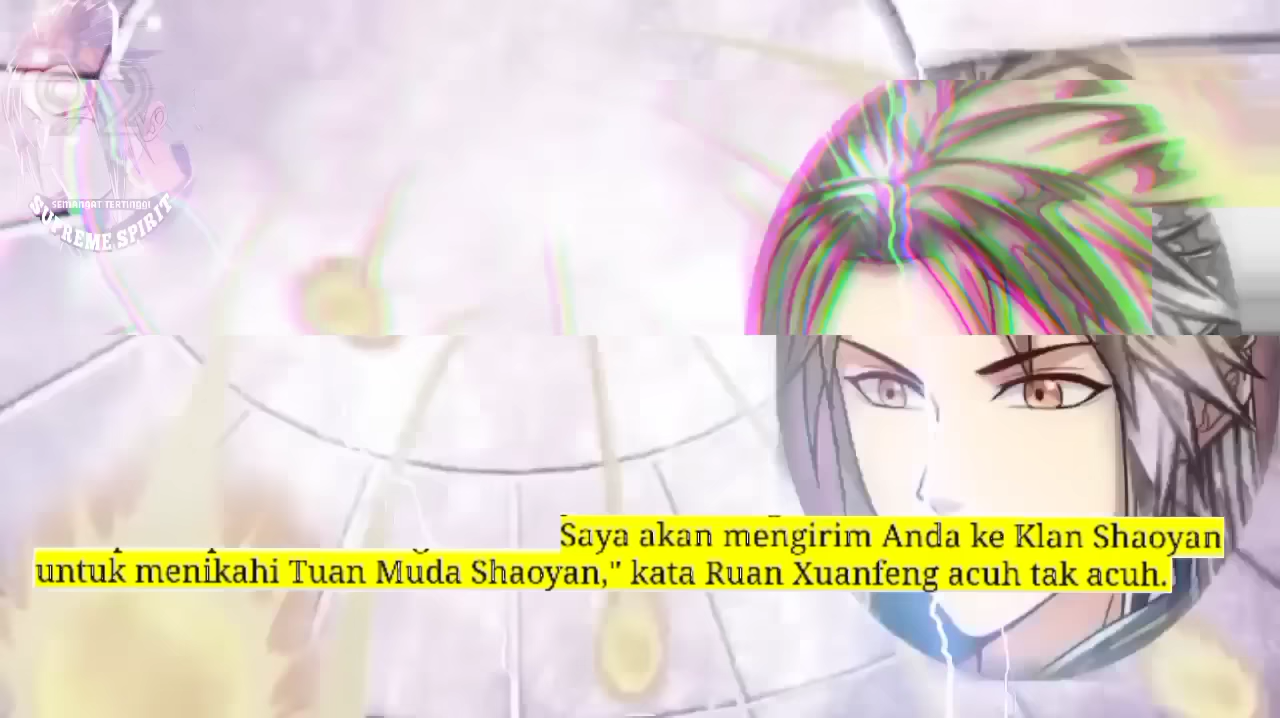 SEMANGAT TERTINGGI
SUPREME SPIRIT
Saya akan mengirim Anda ke Klan Shaoyan
untuk menikahi Tuan Muda Shaoyan," kata Ruan Xuanfeng acuh tak acuh.